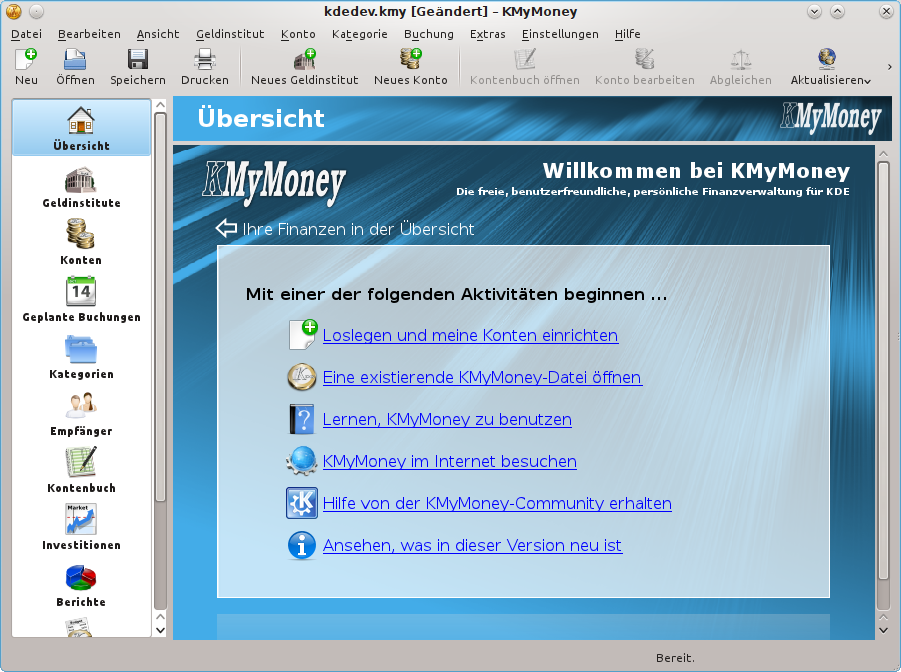 kdedev.kmy [Geändert] – KMyMoney
Datei Bearbeiten Ansicht Geldinstitut Konto Kategorie Buchung Extras Einstellungen Hilfe
Neu Öffnen Speichern Drucken Neues Geldinstitut Neues Konto Kontenbuch öffnen Konto bearbeiten Abgleichen Aktualisieren
Übersicht
Geldinstitute
Konten
14
Geplante Buchungen
Kategorien
Empfänger
Kontenbuch
Market
Investitionen
Berichte
Übersicht
KMyMoney
KMyMoney
Willkommen bei KMyMoney
Die freie, benutzerfreundliche, persönliche Finanzverwaltung für KDE
Ihre Finanzen in der Übersicht
Mit einer der folgenden Aktivitäten beginnen ...
Loslegen und meine Konten einrichten
Eine existierende KMyMoney-Datei öffnen
Lernen, KMyMoney zu benutzen
KMyMoney im Internet besuchen
Hilfe von der KMyMoney-Community erhalten
Ansehen, was in dieser Version neu ist
Bereit.